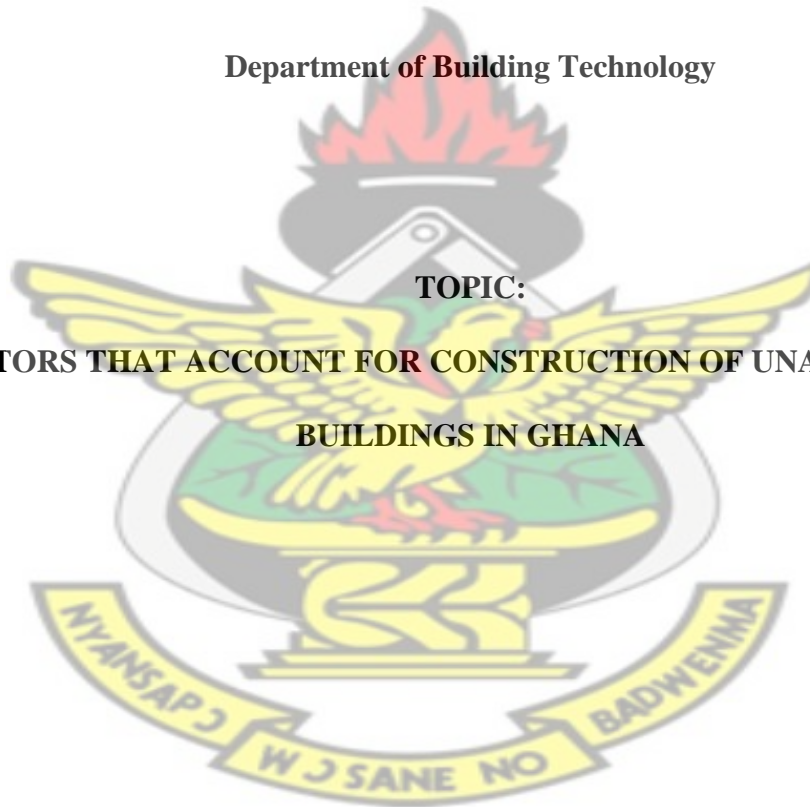 Department of Building Technology
TOPIC:
TORS THAT ACCOUNT FOR CONSTRUCTION OF UNA
BUILDINGS IN GHANA
NYANSAPƆ WƆSANE NO BADWENMA